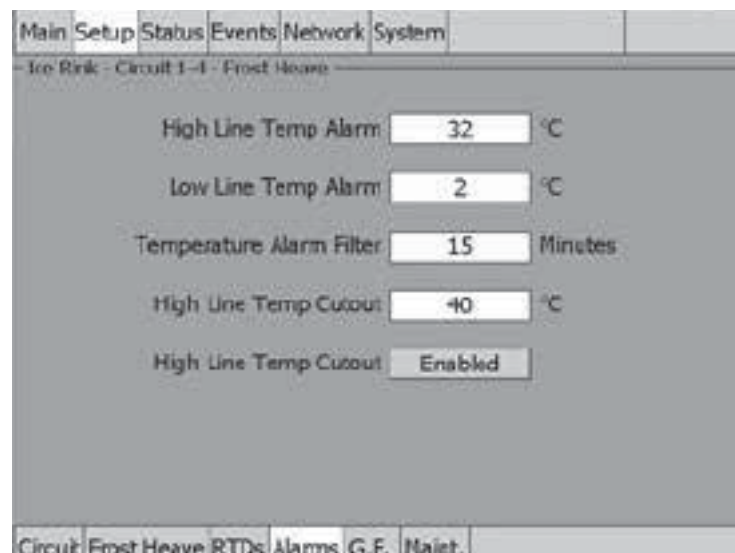 Main Setup Status Events Network System
Ice Rink - Circuit 1-4 - Frost Heave
High Line Temp Alarm 32 °C
Low Line Temp Alarm 2 °C
Temperature Alarm Filter 15 Minutes
High Line Temp Cutout 40 °C
High Line Temp Cutout Enabled
Circuit Frost Heave RTDs Alarms G.F. Maint.